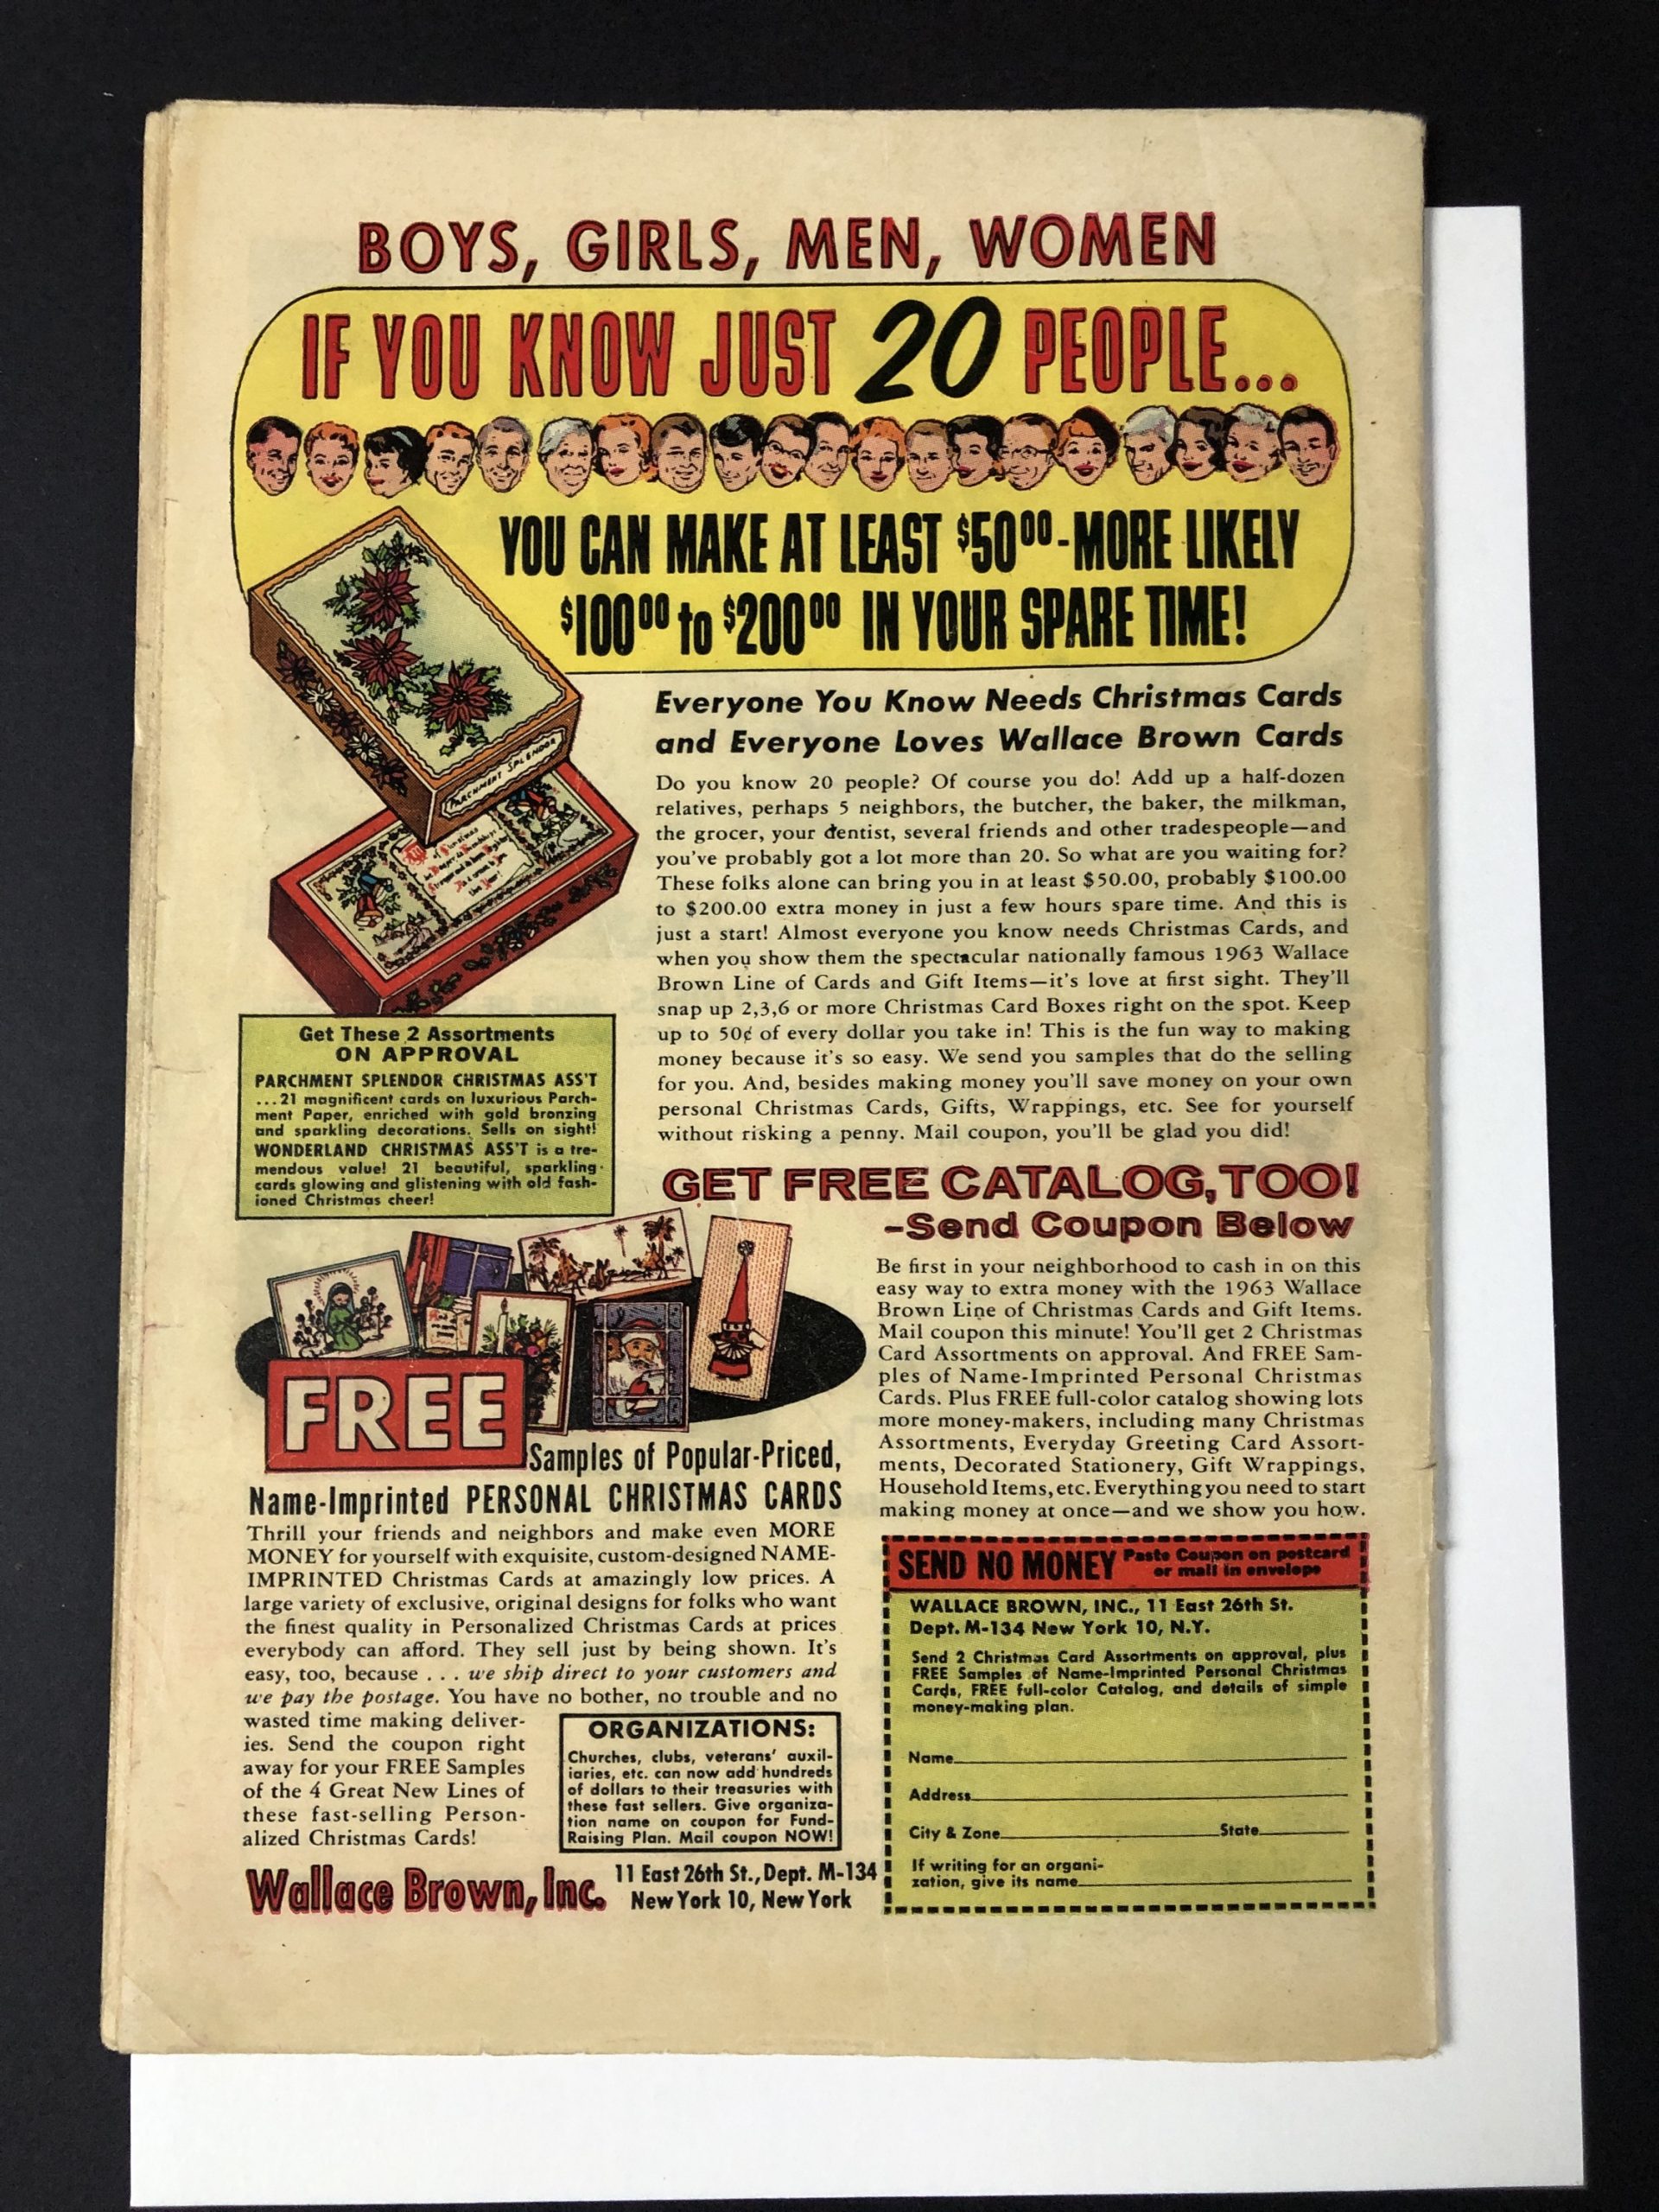 BOYS, GIRLS, MEN, WOMEN
IF YOU KNOW JUST 20 PEOPLE...
YOU CAN MAKE AT LEAST $50⁰⁰-MORE LIKELY
$100⁰⁰ to $200⁰⁰ IN YOUR SPARE TIME!
PARCHMENT SPLENDOR
Everyone You Know Needs Christmas Cards
and Everyone Loves Wallace Brown Cards
Do you know 20 people? Of course you do! Add up a half-dozen
relatives, perhaps 5 neighbors, the butcher, the baker, the milkman,
the grocer, your dentist, several friends and other tradespeople—and
you've probably got a lot more than 20. So what are you waiting for?
These folks alone can bring you in at least $50.00, probably $100.00
to $200.00 extra money in just a few hours spare time. And this is
just a start! Almost everyone you know needs Christmas Cards, and
when you show them the spectacular nationally famous 1963 Wallace
Brown Line of Cards and Gift Items—it's love at first sight. They'll
snap up 2,3,6 or more Christmas Card Boxes right on the spot. Keep
up to 50¢ of every dollar you take in! This is the fun way to making
money because it's so easy. We send you samples that do the selling
for you. And, besides making money you'll save money on your own
personal Christmas Cards, Gifts, Wrappings, etc. See for yourself
without risking a penny. Mail coupon, you'll be glad you did!
Get These 2 Assortments
ON APPROVAL
PARCHMENT SPLENDOR CHRISTMAS ASS'T
...21 magnificent cards on luxurious Parch-
ment Paper, enriched with gold bronzing
and sparkling decorations. Sells on sight!
WONDERLAND CHRISTMAS ASS'T is a tre-
mendous value! 21 beautiful, sparkling
cards glowing and glistening with old fash-
ioned Christmas cheer!
GET FREE CATALOG, TOO!
-Send Coupon Below
Be first in your neighborhood to cash in on this
easy way to extra money with the 1963 Wallace
Brown Line of Christmas Cards and Gift Items.
Mail coupon this minute! You'll get 2 Christmas
Card Assortments on approval. And FREE Sam-
ples of Name-Imprinted Personal Christmas
Cards. Plus FREE full-color catalog showing lots
more money-makers, including many Christmas
Assortments, Everyday Greeting Card Assort-
ments, Decorated Stationery, Gift Wrappings,
Household Items, etc. Everything you need to start
making money at once—and we show you how.
FREE
Samples of Popular-Priced,
Name-Imprinted PERSONAL CHRISTMAS CARDS
Thrill your friends and neighbors and make even MORE
MONEY for yourself with exquisite, custom-designed NAME-
IMPRINTED Christmas Cards at amazingly low prices. A
large variety of exclusive, original designs for folks who want
the finest quality in Personalized Christmas Cards at prices
everybody can afford. They sell just by being shown. It's
easy, too, because . . . we ship direct to your customers and
we pay the postage. You have no bother, no trouble and no
wasted time making deliver-
ies. Send the coupon right
away for your FREE Samples
of the 4 Great New Lines of
these fast-selling Person-
alized Christmas Cards!
ORGANIZATIONS:
Churches, clubs, veterans' auxil-
iaries, etc. can now add hundreds
of dollars to their treasuries with
these fast sellers. Give organiza-
tion name on coupon for Fund-
Raising Plan. Mail coupon NOW!
Wallace Brown, Inc.
11 East 26th St., Dept. M-134
New York 10, New York
SEND NO MONEY Paste Coupon on postcard
or mail in envelope
WALLACE BROWN, INC., 11 East 26th St.
Dept. M-134 New York 10, N.Y.
Send 2 Christmas Card Assortments on approval, plus
FREE Samples of Name-Imprinted Personal Christmas
Cards, FREE full-color Catalog, and details of simple
money-making plan.
Name
Address
City & Zone State
If writing for an organi-
zation, give its name